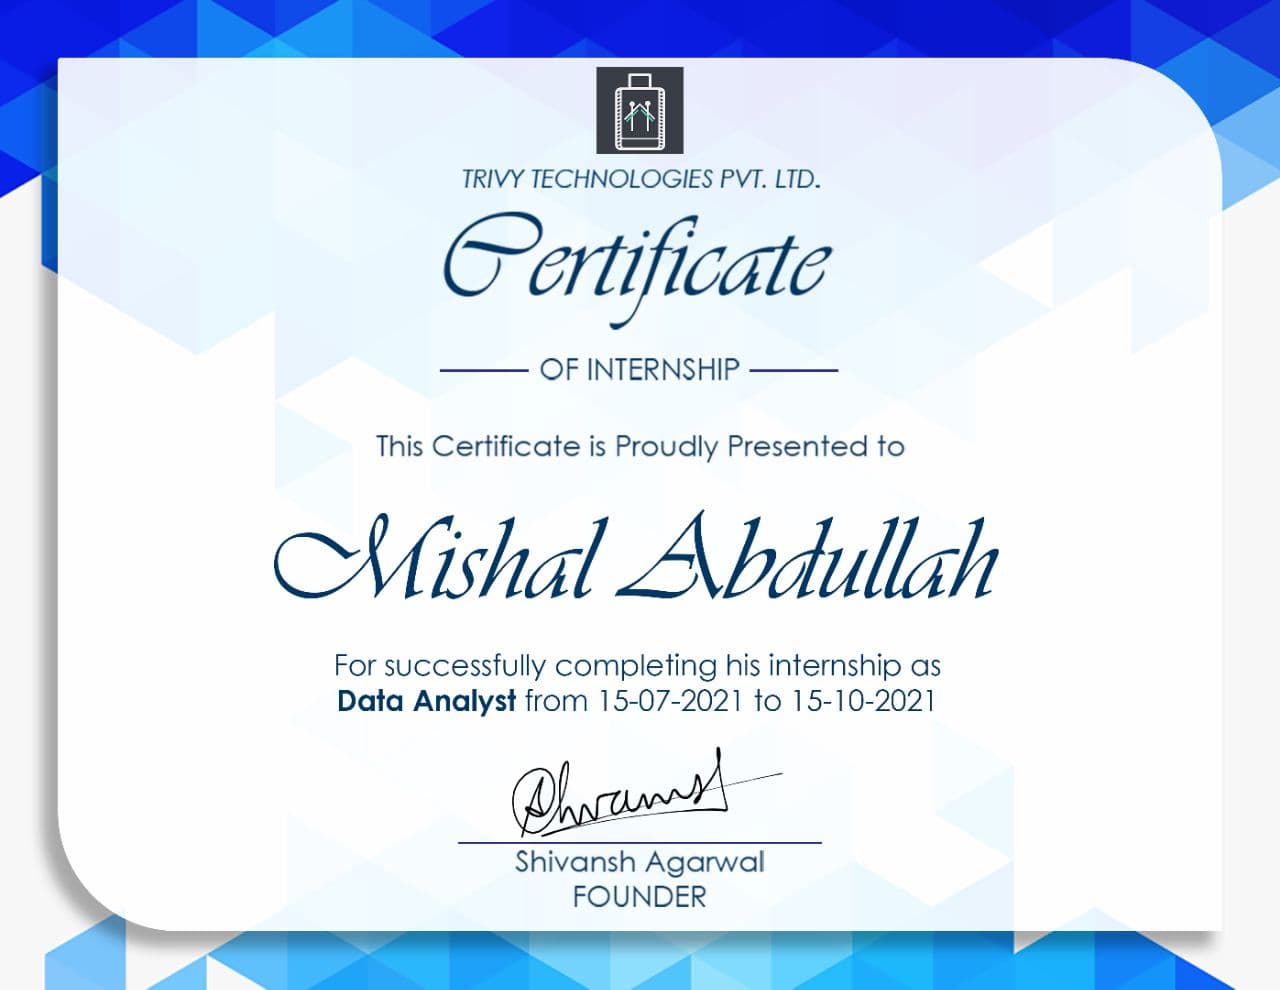 TRIVY TECHNOLOGIES PVT. LTD.
Certificate
OF INTERNSHIP
This Certificate is Proudly Presented to
Mishal Abdullah
For successfully completing his internship as
Data Analyst from 15-07-2021 to 15-10-2021
Shivansh Agarwal
FOUNDER